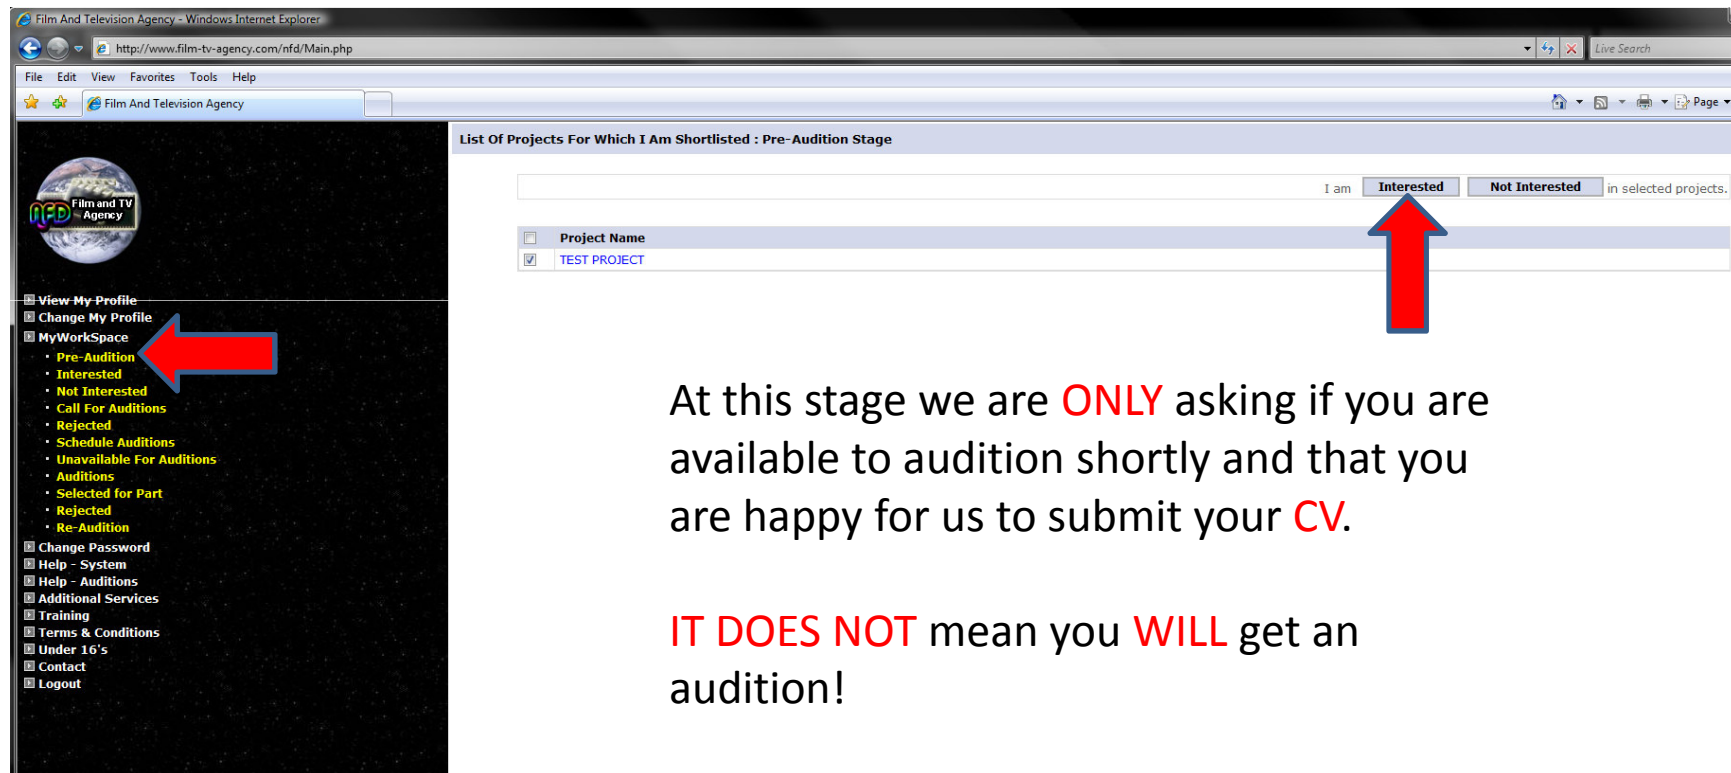 Film And Television Agency - Windows Internet Explorer
http://www.film-tv-agency.com/nfd/Main.php
Live Search
File Edit View Favorites Tools Help
Film And Television Agency
Page
List Of Projects For Which I Am Shortlisted : Pre-Audition Stage
I am Interested Not Interested in selected projects.
Project Name
TEST PROJECT
NFD Film and TV
Agency
View My Profile
Change My Profile
MyWorkSpace
Pre-Audition
Interested
Not Interested
Call For Auditions
Rejected
Schedule Auditions
Unavailable For Auditions
Auditions
Selected for Part
Rejected
Re-Audition
Change Password
Help - System
Help - Auditions
Additional Services
Training
Terms & Conditions
Under 16's
Contact
Logout
At this stage we are ONLY asking if you are
available to audition shortly and that you
are happy for us to submit your CV.
IT DOES NOT mean you WILL get an
audition!